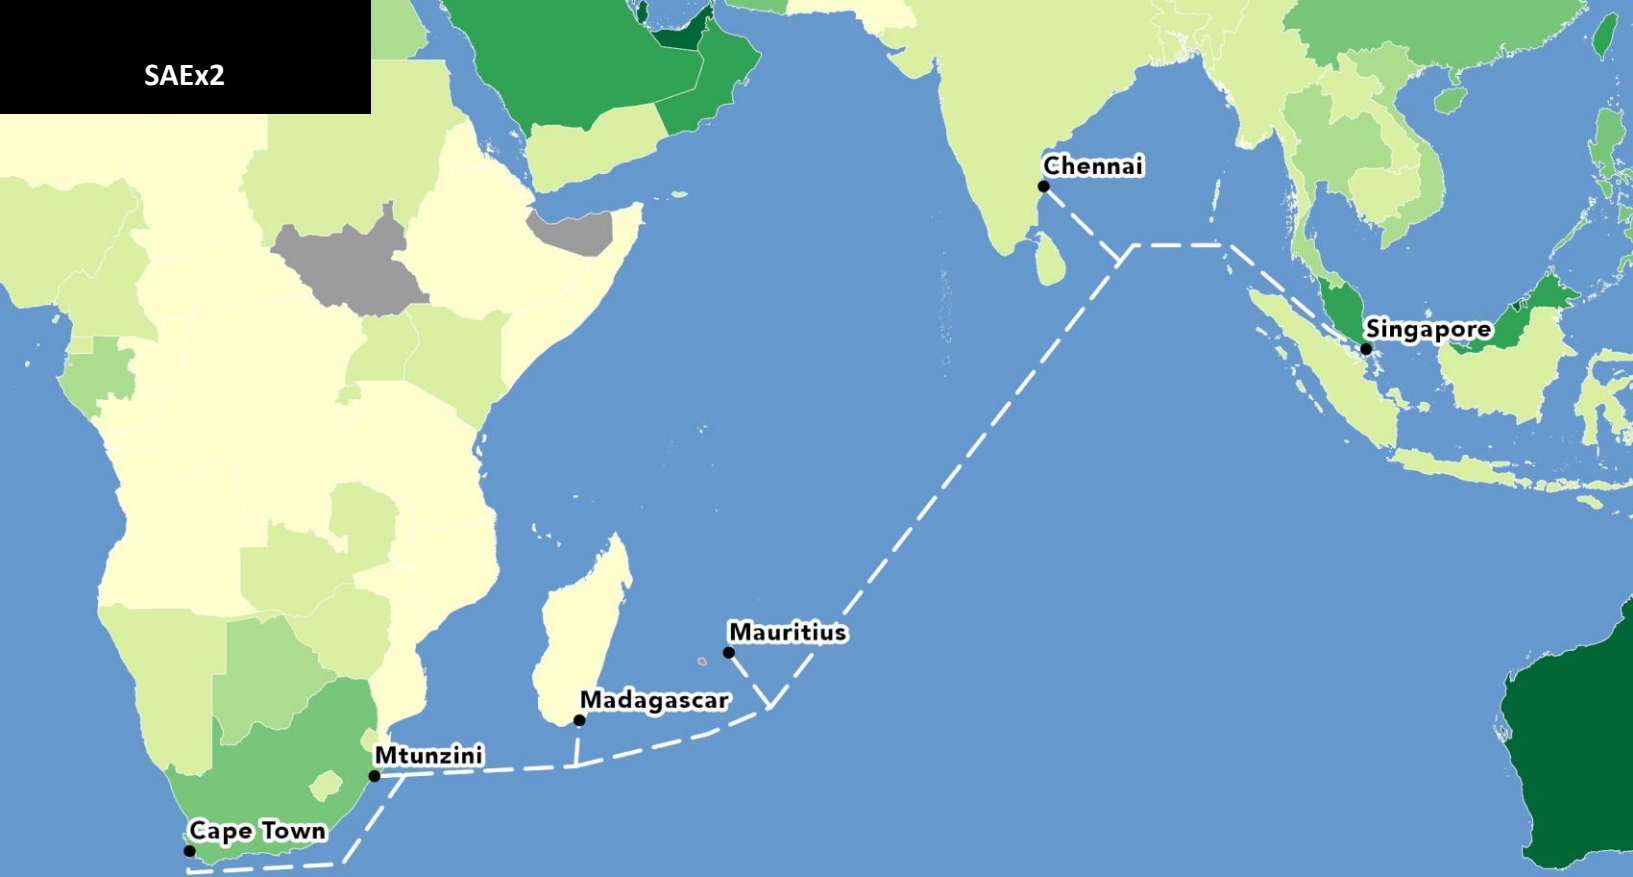 SAEx2
Chennai
Singapore
Mauritius
Madagascar
Mtunzini
Cape Town